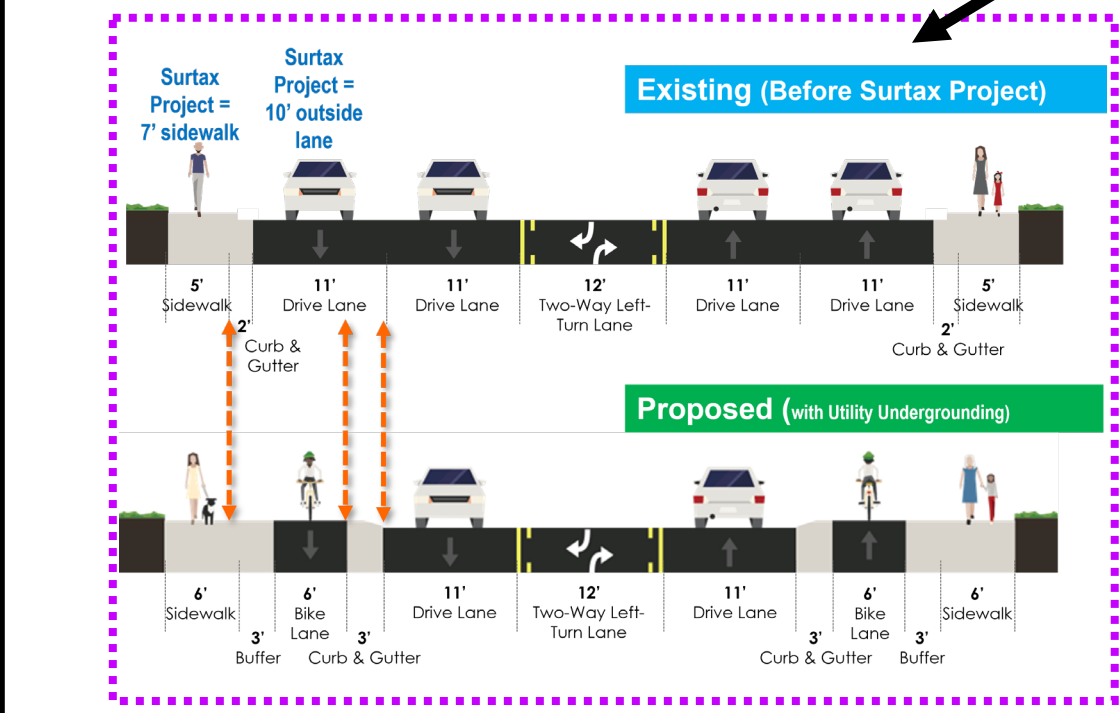 Surtax
Project =
7’ sidewalk
Surtax
Project =
10’ outside
lane
Existing (Before Surtax Project)
5’
Sidewalk
2’
Curb &
Gutter
11’
Drive Lane
11’
Drive Lane
12’
Two-Way Left-
Turn Lane
11’
Drive Lane
11’
Drive Lane
2’
Curb & Gutter
5’
Sidewalk
Proposed (with Utility Undergrounding)
6’
Sidewalk
3’
Buffer
6’
Bike
Lane
3’
Curb & Gutter
11’
Drive Lane
12’
Two-Way Left-
Turn Lane
11’
Drive Lane
3’
Curb & Gutter
6’
Bike
Lane
3’
Buffer
6’
Sidewalk